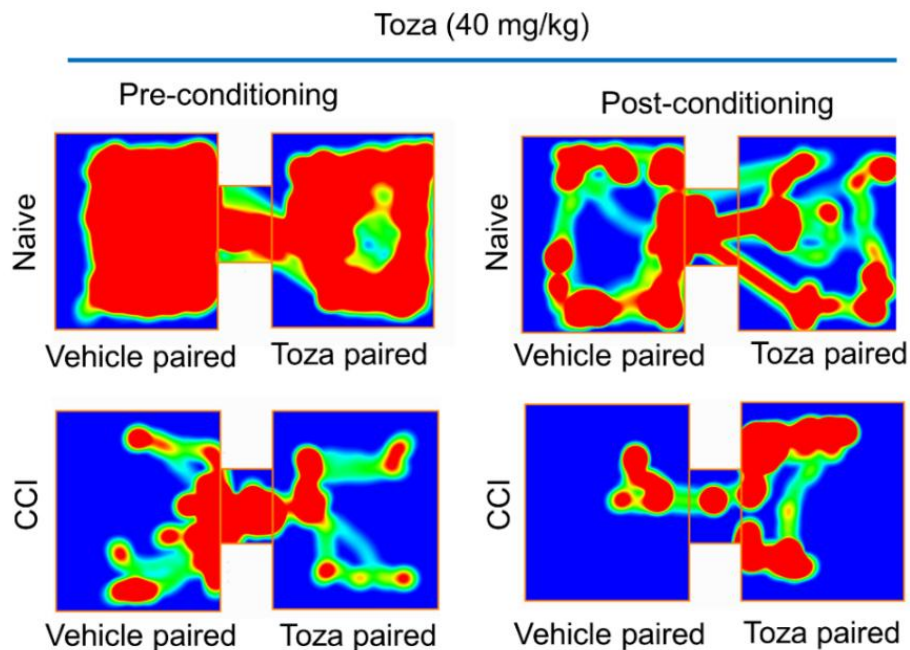 Toza (40 mg/kg)
Pre-conditioning
Post-conditioning
Naive
Naive
Vehicle paired
Toza paired
Vehicle paired
Toza paired
CCI
CCI
Vehicle paired
Toza paired
Vehicle paired
Toza paired